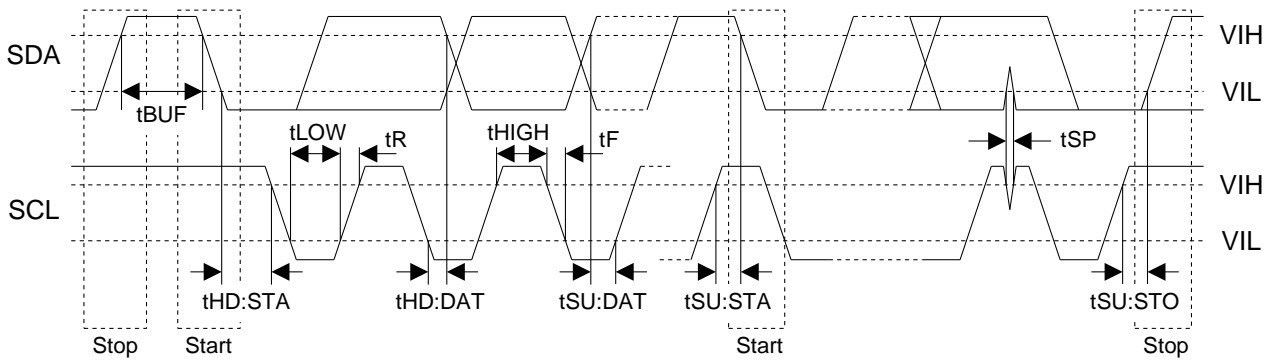 SDA
VIH
VIL
tBUF
tLOW
tR
tHIGH
tF
tSP
SCL
VIH
VIL
tHD:STA
tHD:DAT
tSU:DAT
tSU:STA
tSU:STO
Stop
Start
Start
Stop